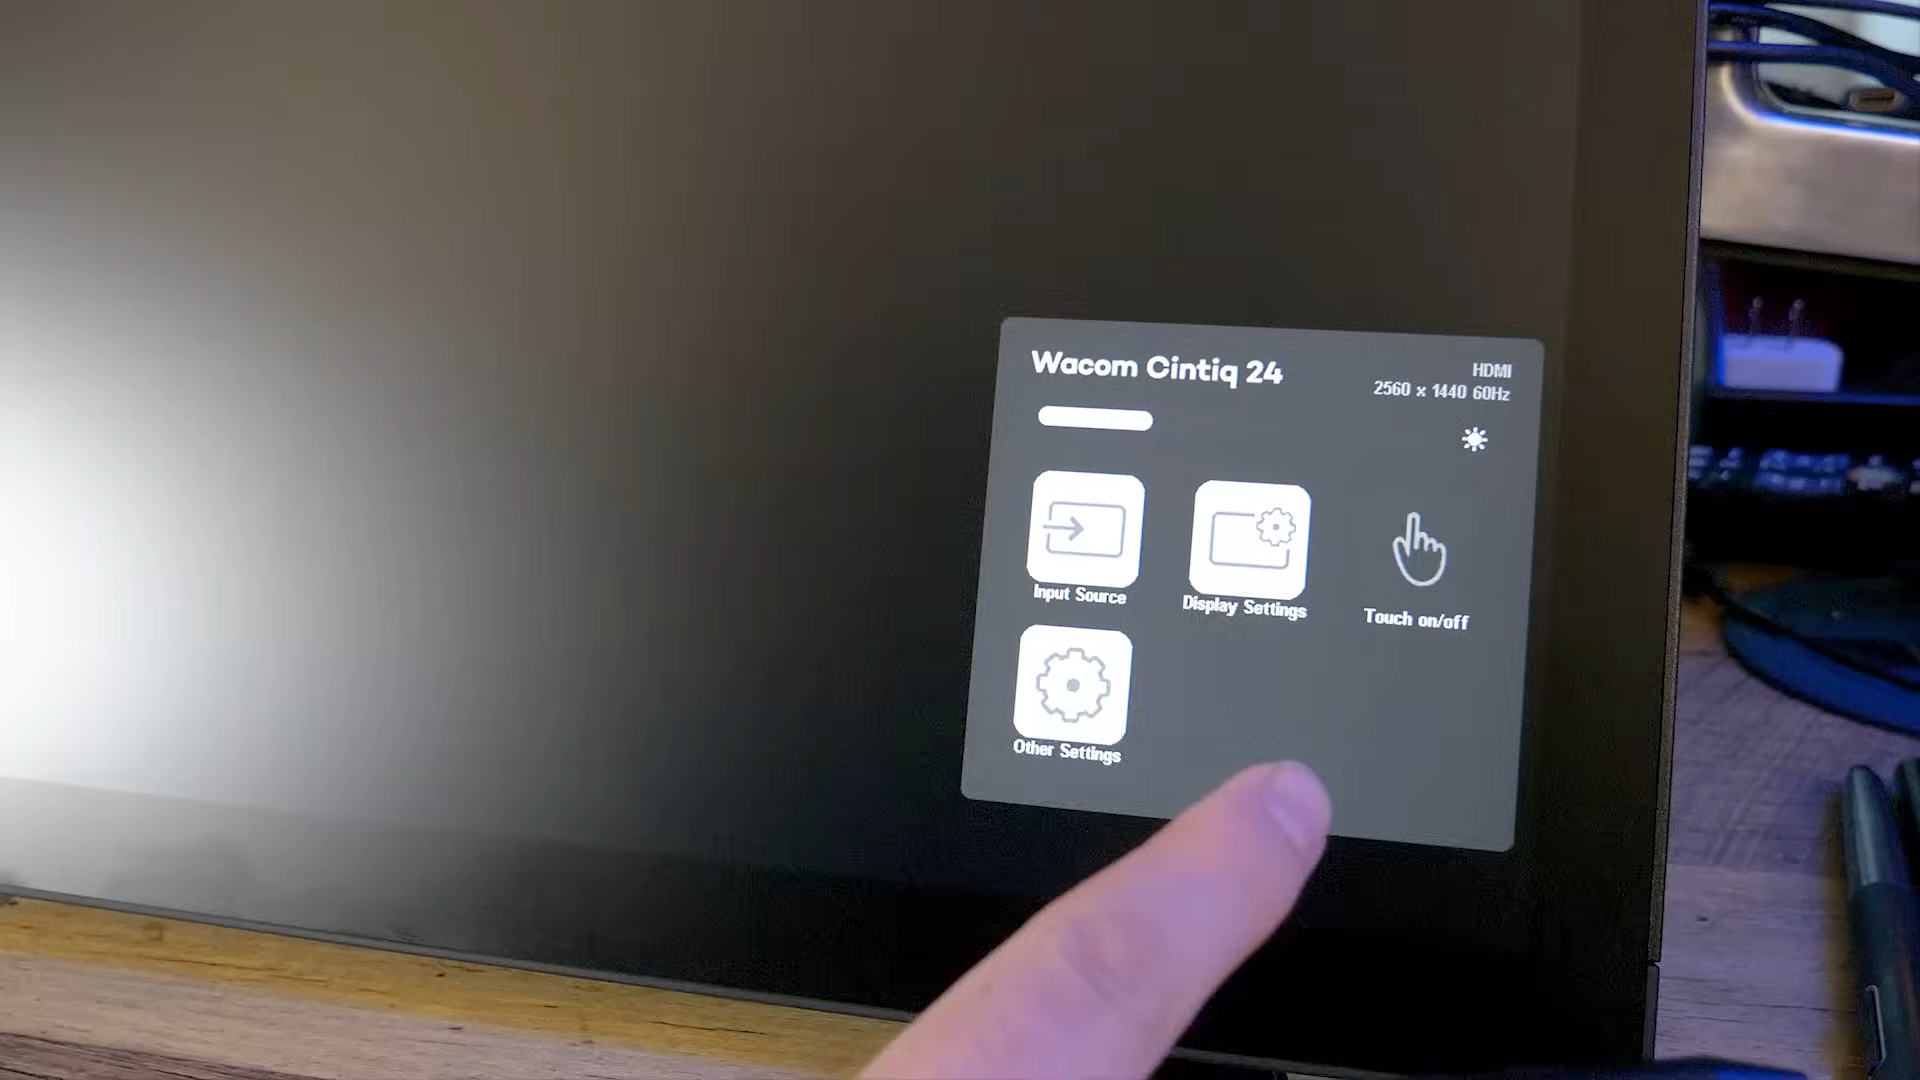 Wacom Cintiq 24
HDMI
2560 x 1440 60Hz
Input Source
Display Settings
Touch on/off
Other Settings